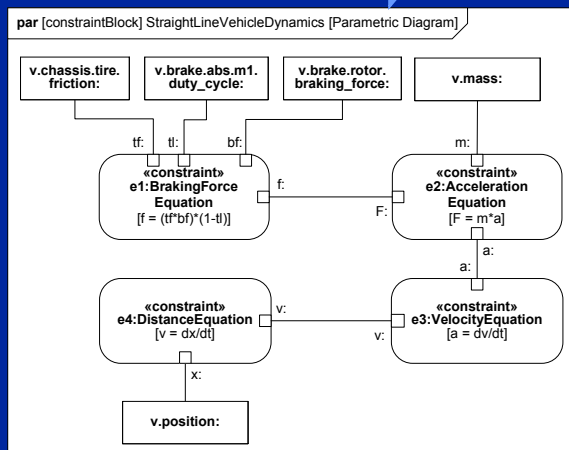 par [constraintBlock] StraightLineVehicleDynamics [Parametric Diagram]
v.chassis.tire.
friction:
v.brake.abs.m1.
duty_cycle:
v.brake.rotor.
braking_force:
v.mass:
tf:
tl:
bf:
m:
«constraint»
e1:BrakingForce
Equation
[f = (tf*bf)*(1-tl)]
f:
F:
«constraint»
e2:Acceleration
Equation
[F = m*a]
a:
a:
«constraint»
e4:DistanceEquation
[v = dx/dt]
v:
v:
«constraint»
e3:VelocityEquation
[a = dv/dt]
x:
v.position: